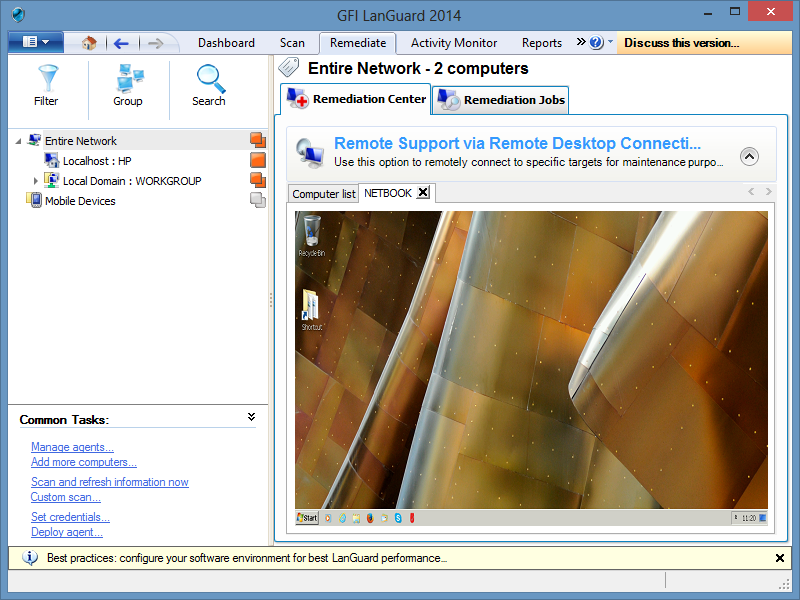 GFI LanGuard 2014
Dashboard Scan Remediate Activity Monitor Reports » Discuss this version...
Filter Group Search
Entire Network
Localhost : HP
Local Domain : WORKGROUP
Mobile Devices
Common Tasks:
Manage agents...
Add more computers...
Scan and refresh information now
Custom scan...
Set credentials...
Deploy agent...
Entire Network - 2 computers
Remediation Center Remediation Jobs
Remote Support via Remote Desktop Connecti...
Use this option to remotely connect to specific targets for maintenance purpo...
Computer list NETBOOK
Recycle Bin
Shortcut
Start 11:20
Best practices: configure your software environment for best LanGuard performance...